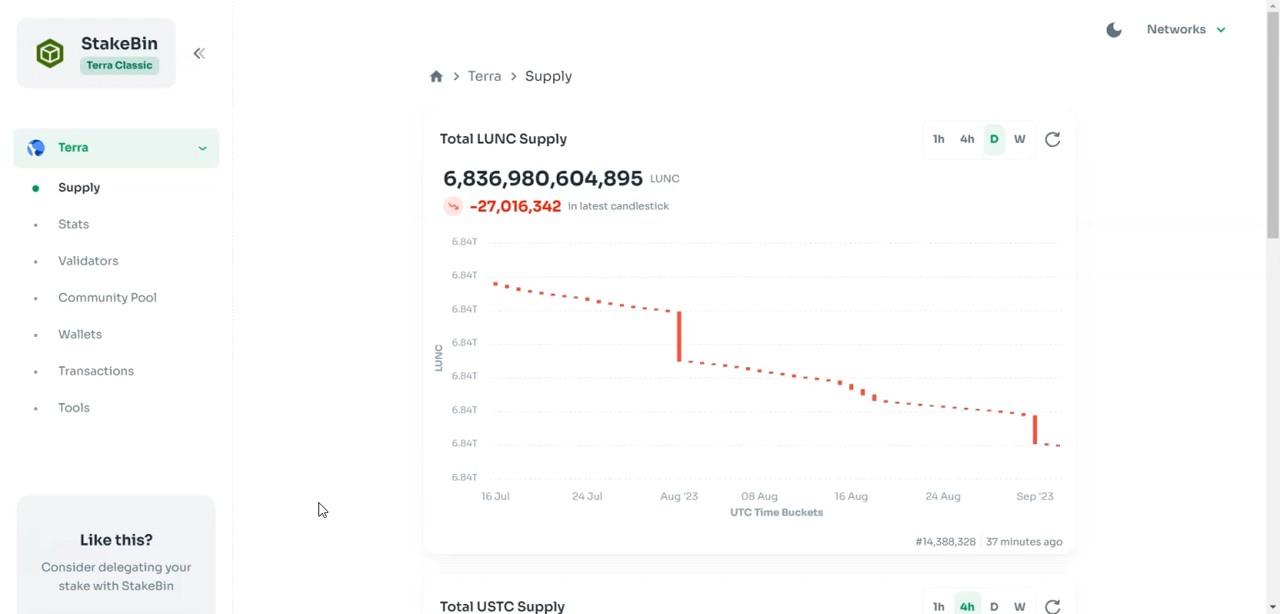 StakeBin
Terra Classic
Networks
Terra
Supply
Stats
Validators
Community Pool
Wallets
Transactions
Tools
Like this?
Consider delegating your
stake with StakeBin
Terra Supply
Total LUNC Supply
1h 4h D W
6,836,980,604,895 LUNC
-27,016,342 in latest candlestick
6.84T
6.84T
6.84T
6.84T
6.84T
6.84T
6.84T
6.84T
LUNC
16 Jul 24 Jul Aug '23 08 Aug 16 Aug 24 Aug Sep '23
UTC Time Buckets
#14,388,328 37 minutes ago
Total USTC Supply
1h 4h D W